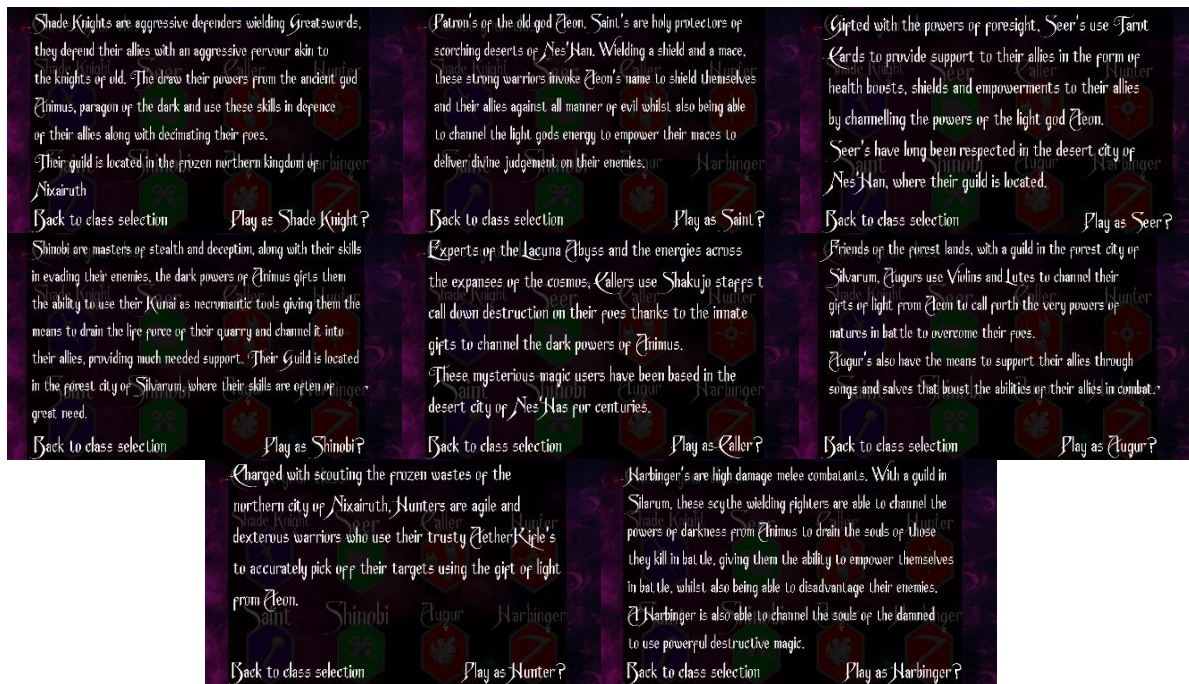 Shade Knights are aggressive defenders wielding Greatswords,
they defend their allies with an aggressive fervour akin to
the knights of old. The draw their powers from the ancient god
Animus, paragon of the dark and use these skills in defence
of their allies along with decimating their foes.
Their guild is located in the frozen northern kingdom of
Nixairuth
Back to class selection
Play as Shade Knight?
Patron's of the old god Aeon, Saint's are holy protectors of
scorching deserts of Nes'Han. Wielding a shield and a mace,
these strong warriors invoke Aeon's name to shield themselves
and their allies against all manner of evil whilst also being able
to channel the light gods energy to empower their maces to
deliver divine judgement on their enemies.
Back to class selection
Play as Saint?
Gifted with the powers of foresight, Seer's use Tarot
Cards to provide support to their allies in the form of
health boosts, shields and empowerments to their allies
by channelling the powers of the light god Aeon.
Seer's have long been respected in the desert city of
Nes'Han, where their guild is located.
Back to class selection
Play as Seer?
Shinobi are masters of stealth and deception, along with their skills
in evading their enemies, the dark powers of Animus gifts them
the ability to use their Kunai as necromantic tools giving them the
means to drain the life force of their quarry and channel it into
their allies, providing much needed support. Their Guild is located
in the forest city of Silvarum, where their skills are often of
great need.
Back to class selection
Play as Shinobi?
Experts of the Lacuna Abyss and the energies across
the expanses of the cosmos, Callers use Shakujo staffs t
call down destruction on their foes thanks to the innate
gifts to channel the dark powers of Animus.
These mysterious magic users have been based in the
desert city of Nes'Has for centuries.
Back to class selection
Play as Caller?
Friends of the forest lands, with a guild in the forest city of
Silvarum, Augurs use Violins and Lutes to channel their
gifts of light from Aeon to call forth the very powers of
natures in battle to overcome their foes.
Augur's also have the means to support their allies through
songs and salves that boost the abilities of their allies in combat.
Back to class selection
Play as Augur?
Charged with scouting the frozen wastes of the
northern city of Nixairuth, Hunters are agile and
dexterous warriors who use their trusty AetherRifle's
to accurately pick off their targets using the gift of light
from Aeon.
Back to class selection
Play as Hunter?
Harbinger's are high damage melee combatants. With a guild in
Silarum, these scythe wielding fighters are able to channel the
powers of darkness from Animus to drain the souls of those
they kill in battle, giving them the ability to empower themselves
in battle, whilst also being able to disadvantage their enemies.
A Harbinger is also able to channel the souls of the damned
to use powerful destructive magic.
Back to class selection
Play as Harbinger?